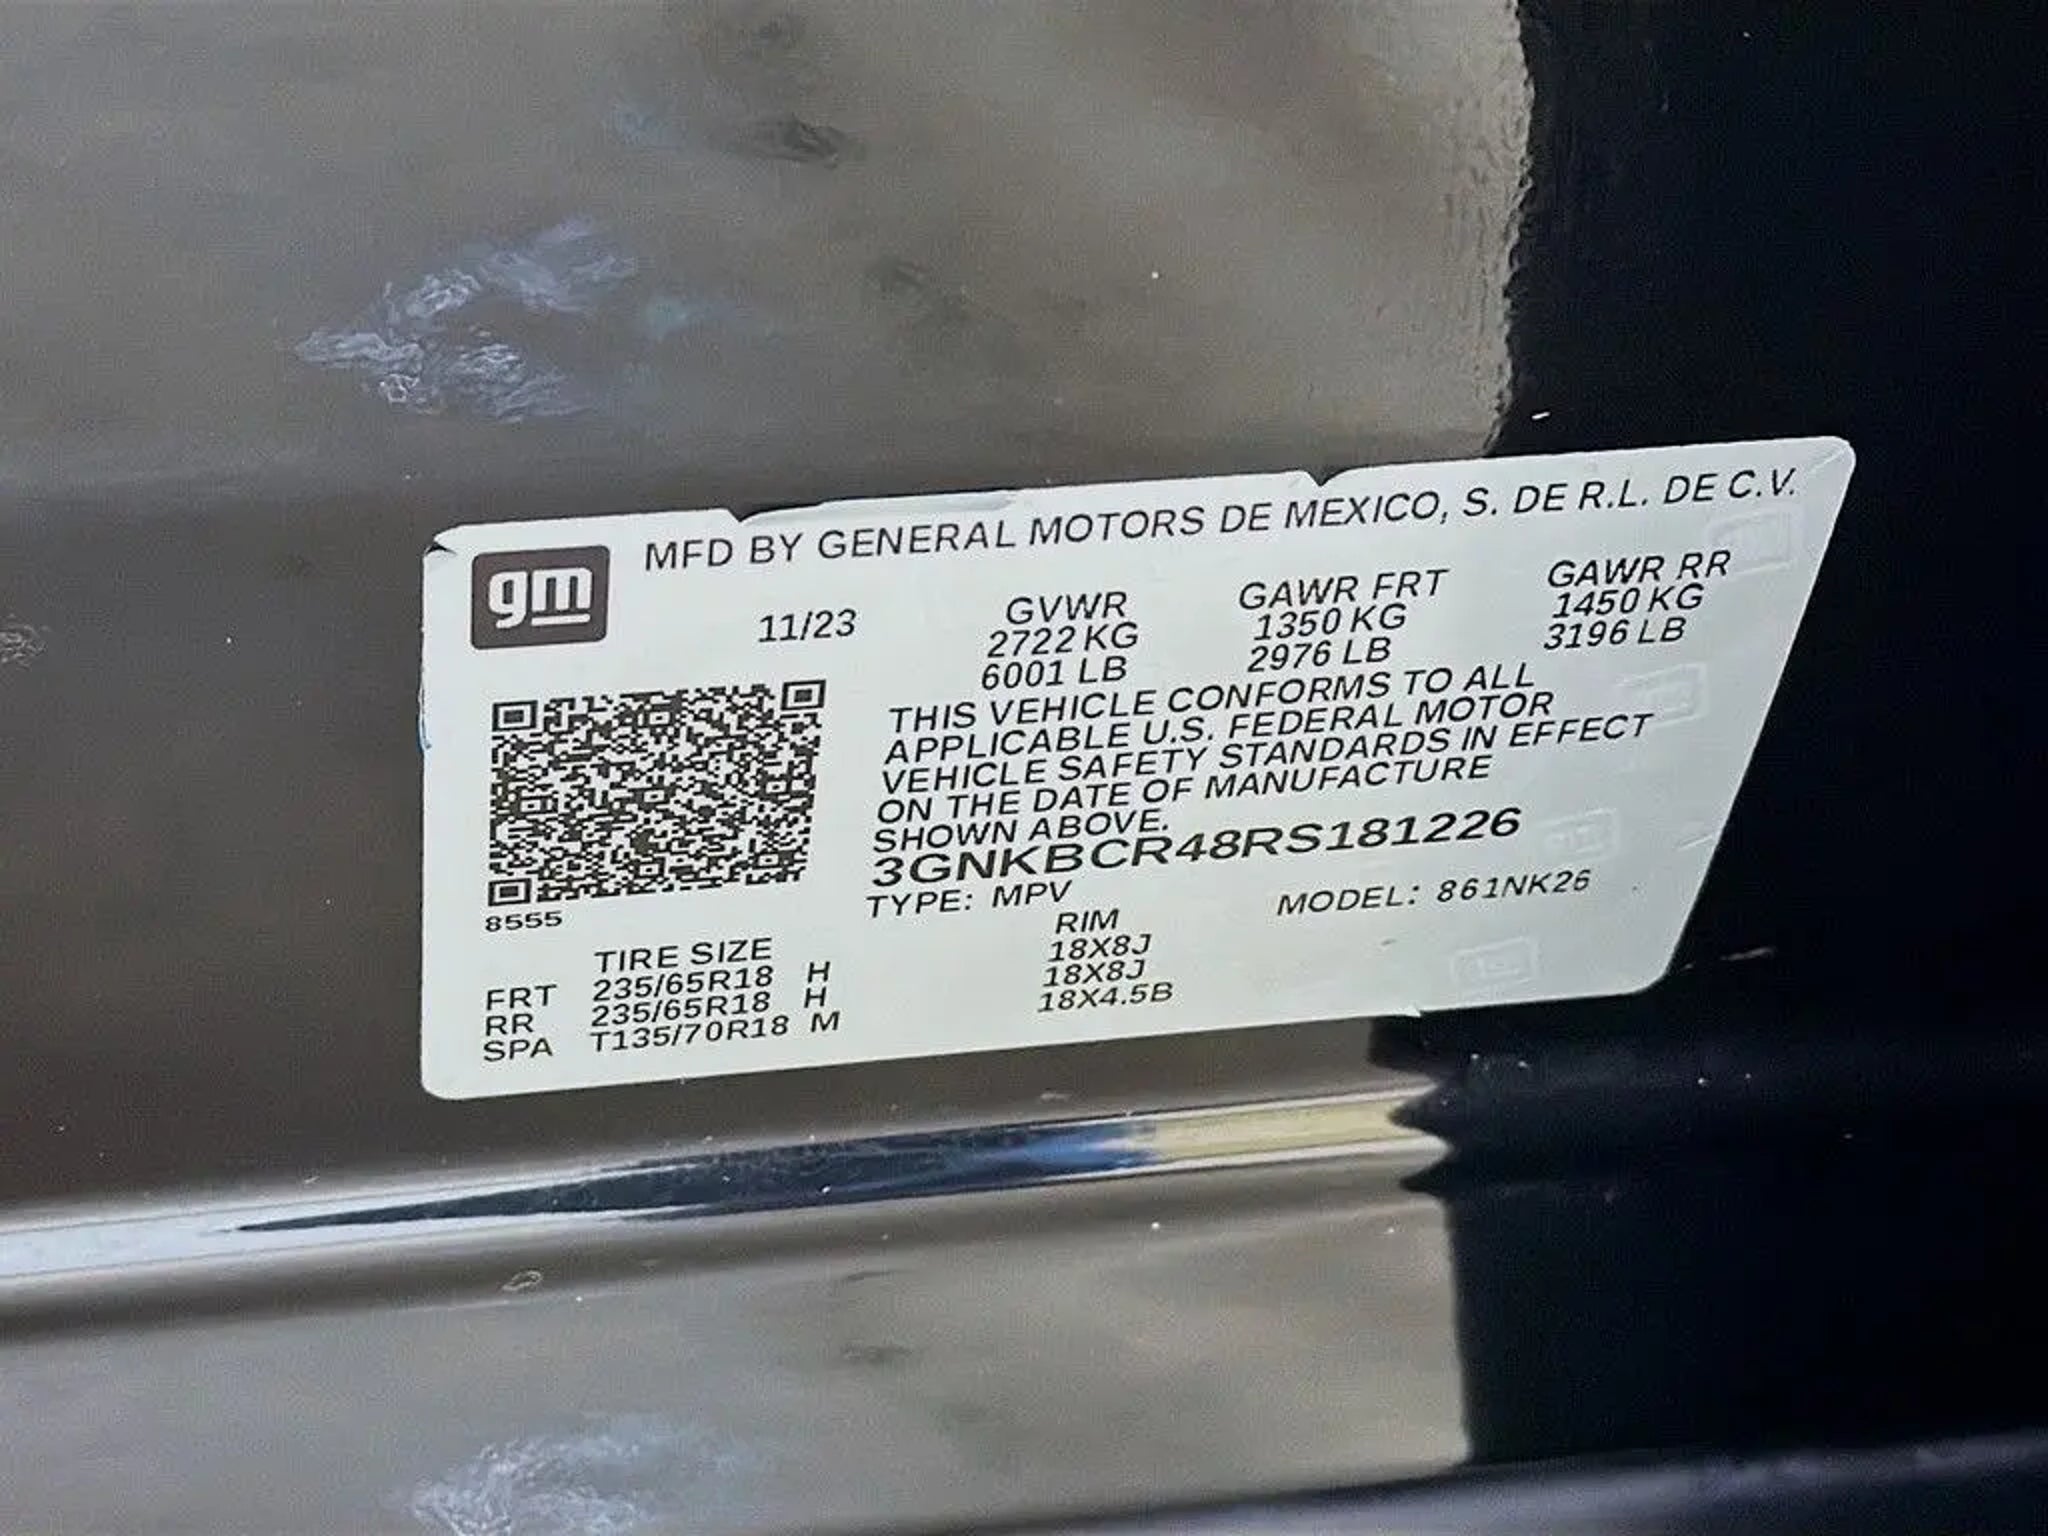 gm
MFD BY GENERAL MOTORS DE MEXICO, S. DE R.L. DE C.V.
11/23
GVWR GAWR FRT GAWR RR
2722 KG 1350 KG 1450 KG
6001 LB 2976 LB 3196 LB
THIS VEHICLE CONFORMS TO ALL
APPLICABLE U.S. FEDERAL MOTOR
VEHICLE SAFETY STANDARDS IN EFFECT
ON THE DATE OF MANUFACTURE
SHOWN ABOVE.
3GNKBCR48RS181226
TYPE: MPV MODEL: 861NK26
8555
TIRE SIZE RIM
FRT 235/65R18 H 18X8J
RR 235/65R18 H 18X8J
SPA T135/70R18 M 18X4.5B